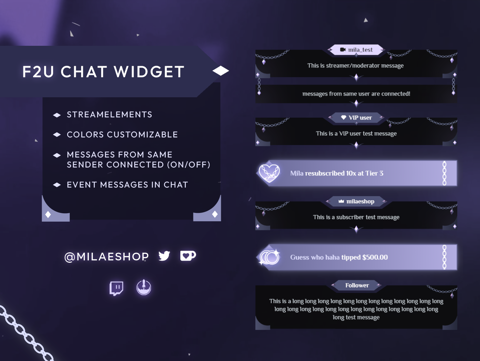 F2U CHAT WIDGET
STREAMELEMENTS
COLORS CUSTOMIZABLE
MESSAGES FROM SAME
SENDER CONNECTED (ON/OFF)
EVENT MESSAGES IN CHAT
@MILAESHOP
mila_test
This is streamer/moderator message
messages from same user are connected!
VIP user
This is a VIP user test message
Mila resubscribed 10x at Tier 3
milaeshop
This is a subscriber test message
Guess who haha tipped $500.00
Follower
This is a long long long long long long long long long long long
long long long long long long long long long long long long
long test message